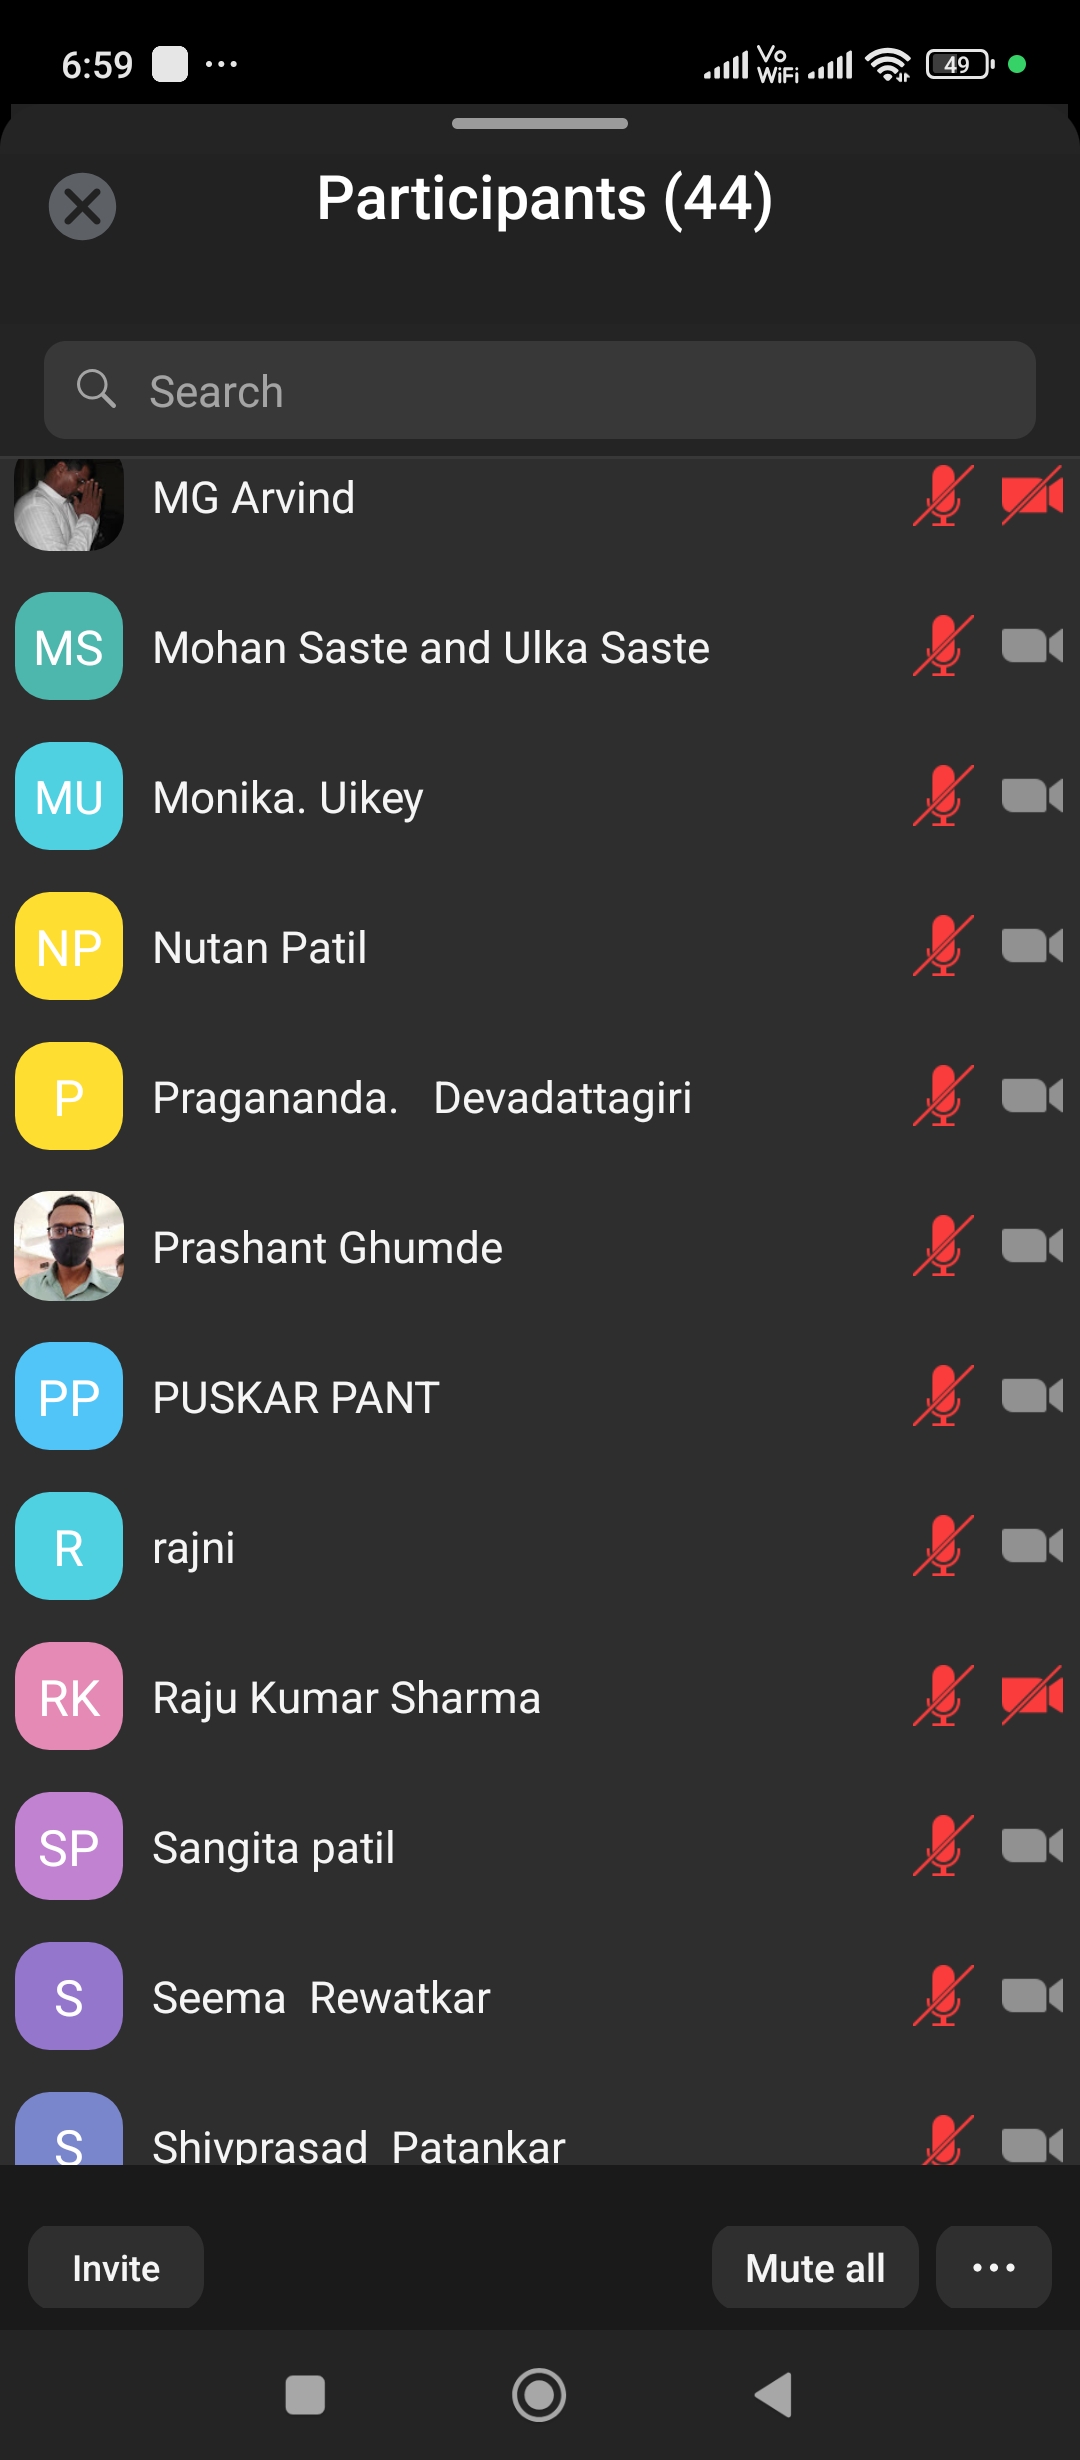 6:59 ... Vo WiFi 49
Participants (44)
Search
MG Arvind
MS Mohan Saste and Ulka Saste
MU Monika. Uikey
NP Nutan Patil
P Pragananda.   Devadattagiri
Prashant Ghumde
PP PUSKAR PANT
R rajni
RK Raju Kumar Sharma
SP Sangita patil
S Seema  Rewatkar
S Shivprasad  Patankar
Invite Mute all ...